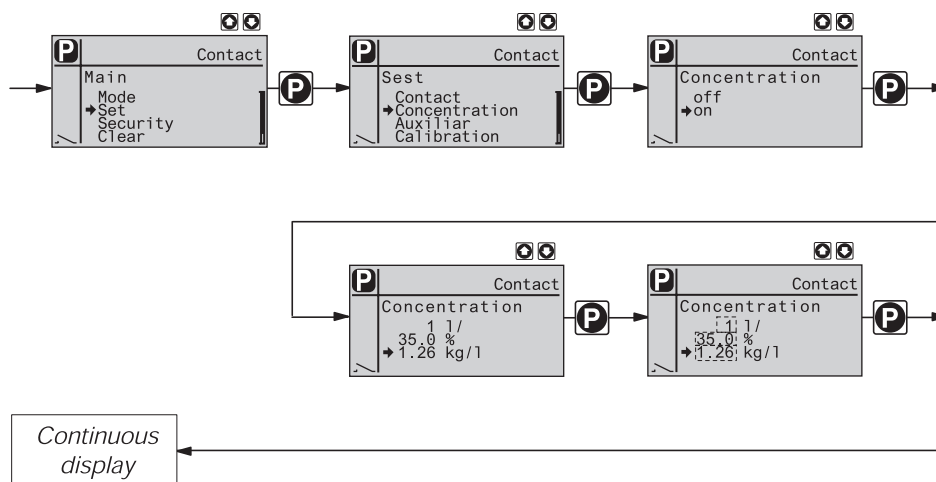 P Contact
Main
Mode
➔Set
Security
Clear
P
P Contact
Sest
Contact
➔Concentration
Auxiliar
Calibration
P
P Contact
Concentration
off
➔on
P
P Contact
Concentration
1 l/
35.0 %
➔1.26 kg/l
P
P Contact
Concentration
1 l/
35.0 %
➔1.26 kg/l
P
Continuous
display